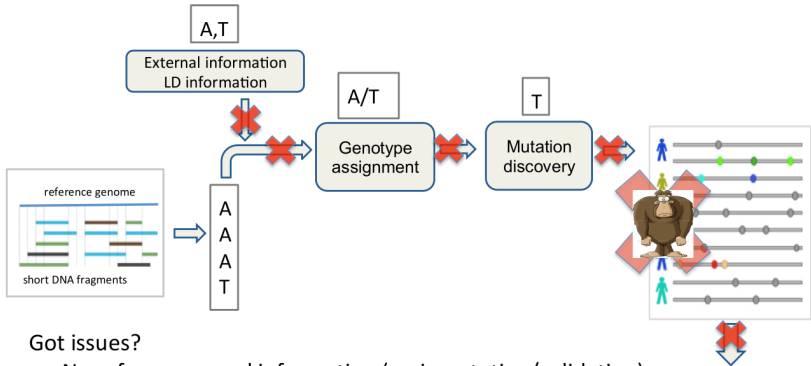 A,T
External information
LD information
A/T
T
Genotype
assignment
Mutation
discovery
reference genome
short DNA fragments
A
A
A
T
Got issues?